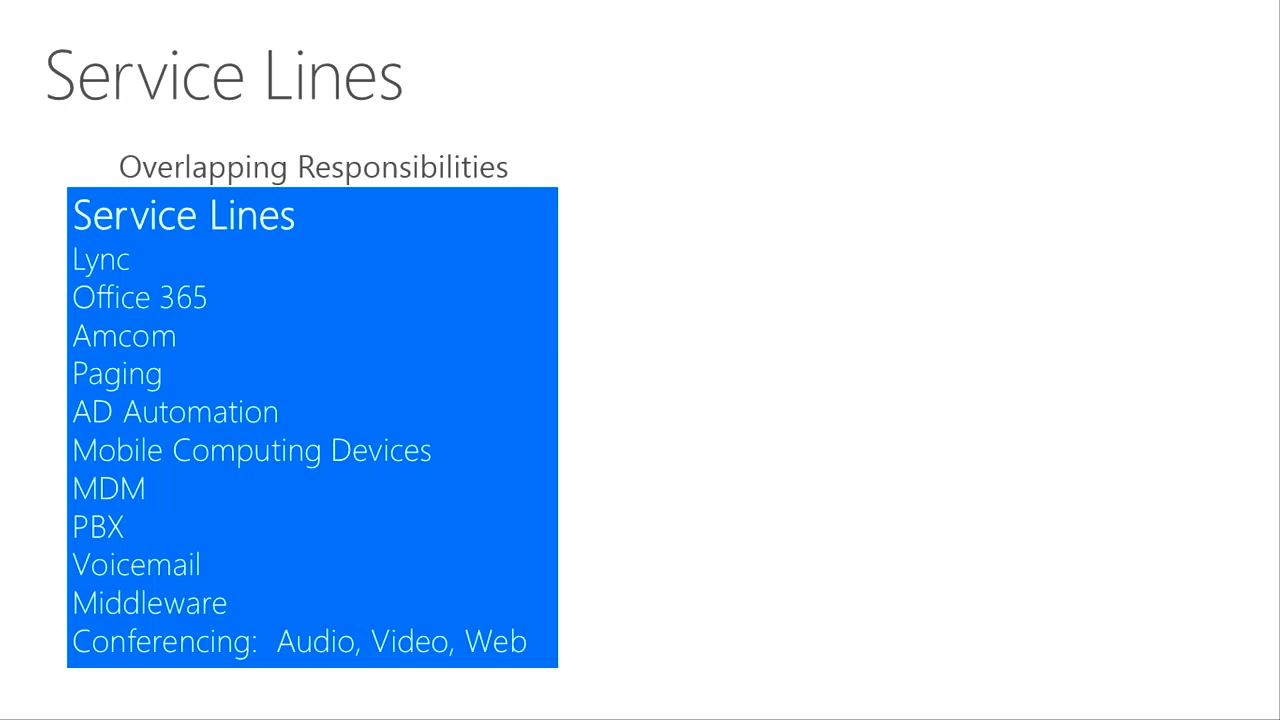 Service Lines
Overlapping Responsibilities
Service Lines
Lync
Office 365
Amcom
Paging
AD Automation
Mobile Computing Devices
MDM
PBX
Voicemail
Middleware
Conferencing:  Audio, Video, Web